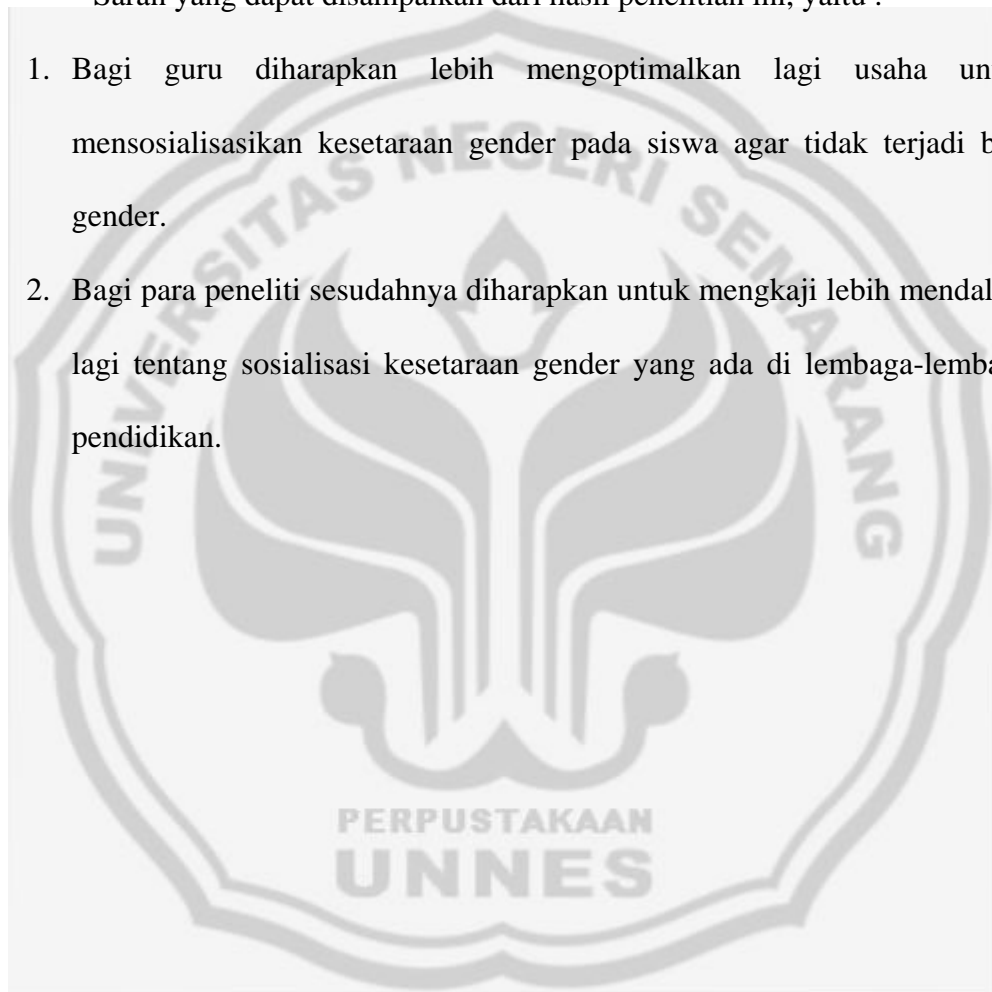 Saran yang dapat disampaikan dari hasil penelitian ini, yaitu :
1. Bagi guru diharapkan lebih mengoptimalkan lagi usaha un
mensosialisasikan kesetaraan gender pada siswa agar tidak terjadi b
gender.
2. Bagi para peneliti sesudahnya diharapkan untuk mengkaji lebih mendal
lagi tentang sosialisasi kesetaraan gender yang ada di lembaga-lemba
pendidikan.
UNIVERSITAS NEGERI SEMARANG
PERPUSTAKAAN
UNNES